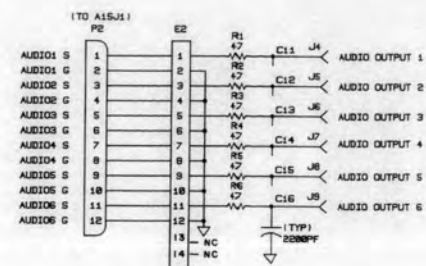 (TO A15J1)
P2
E2
R1
47
C11
J4
AUDIO1 S
1
1
AUDIO OUTPUT 1
AUDIO1 G
2
2
R2
47
C12
J5
AUDIO2 S
3
3
AUDIO OUTPUT 2
AUDIO2 G
4
4
R3
47
C13
J6
AUDIO3 S
5
5
AUDIO OUTPUT 3
AUDIO3 G
6
6
R4
47
C14
J7
AUDIO4 S
7
7
AUDIO OUTPUT 4
AUDIO4 G
8
8
R5
47
C15
J8
AUDIO5 S
9
9
AUDIO OUTPUT 5
AUDIO5 G
10
10
R6
47
C16
J9
AUDIO6 S
11
11
AUDIO OUTPUT 6
AUDIO6 G
12
12
(TYP)
2200PF
13
NC
14
NC